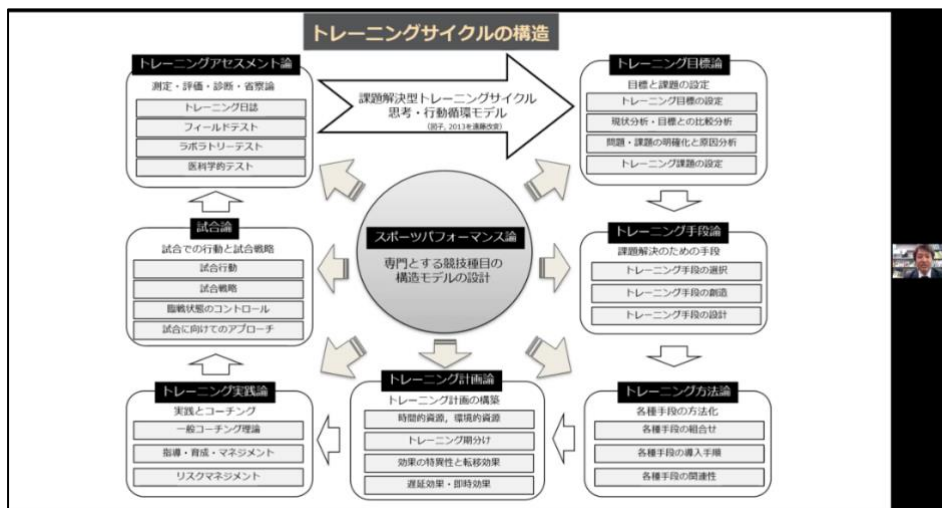 トレーニングサイクルの構造
トレーニングアセスメント論
測定・評価・診断・省察論
トレーニング日誌
フィールドテスト
ラボラトリーテスト
医科学的テスト
課題解決型トレーニングサイクル
思考・行動循環モデル
(図子, 2013を遠藤改変)
トレーニング目標論
目標と課題の設定
トレーニング目標の設定
現状分析・目標との比較分析
問題・課題の明確化と原因分析
トレーニング課題の設定
試合論
試合での行動と試合戦略
試合行動
試合戦略
臨戦状態のコントロール
試合に向けてのアプローチ
スポーツパフォーマンス論
専門とする競技種目の
構造モデルの設計
トレーニング手段論
課題解決のための手段
トレーニング手段の選択
トレーニング手段の創造
トレーニング手段の設計
トレーニング実践論
実践とコーチング
一般コーチング理論
指導・育成・マネジメント
リスクマネジメント
トレーニング計画論
トレーニング計画の構築
時間的資源，環境的資源
トレーニング期分け
効果の特異性と転移効果
遅延効果・即時効果
トレーニング方法論
各種手段の方法化
各種手段の組合せ
各種手段の導入手順
各種手段の関連性